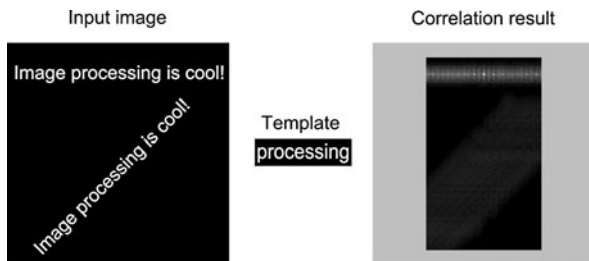 Input image
Correlation result
Image processing is cool!
Image processing is cool!
Template
processing